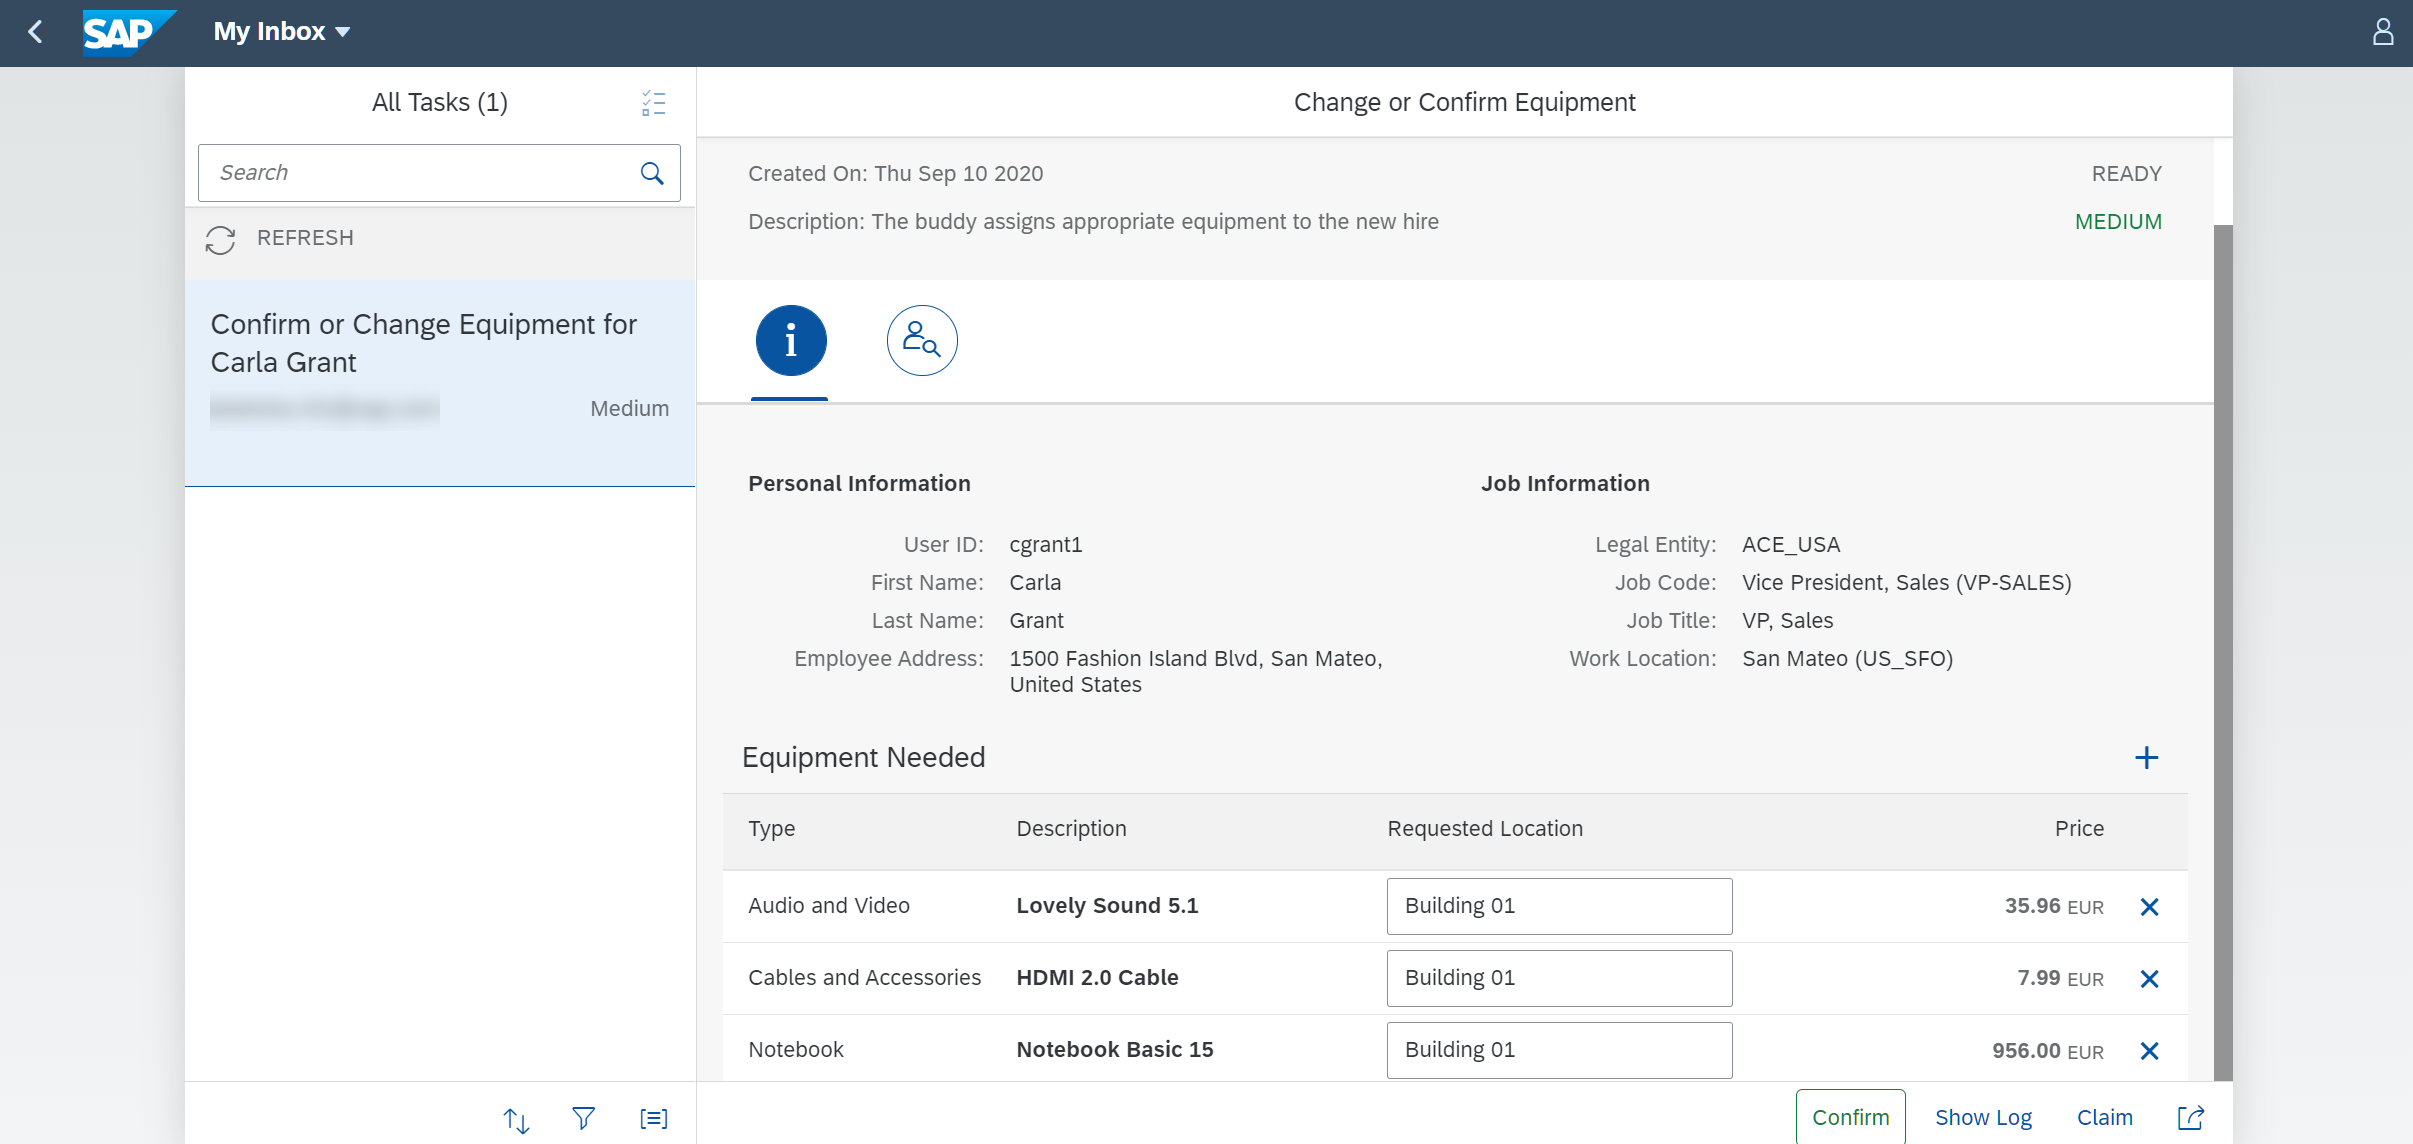 SAP My Inbox
All Tasks (1)
Search
REFRESH
Confirm or Change Equipment for
Carla Grant
Medium
Change or Confirm Equipment
Created On: Thu Sep 10 2020 READY
Description: The buddy assigns appropriate equipment to the new hire MEDIUM
Personal Information
User ID: cgrant1
First Name: Carla
Last Name: Grant
Employee Address: 1500 Fashion Island Blvd, San Mateo,
United States
Job Information
Legal Entity: ACE_USA
Job Code: Vice President, Sales (VP-SALES)
Job Title: VP, Sales
Work Location: San Mateo (US_SFO)
Equipment Needed
Type Description Requested Location Price
Audio and Video Lovely Sound 5.1 Building 01 35.96 EUR
Cables and Accessories HDMI 2.0 Cable Building 01 7.99 EUR
Notebook Notebook Basic 15 Building 01 956.00 EUR
Confirm Show Log Claim